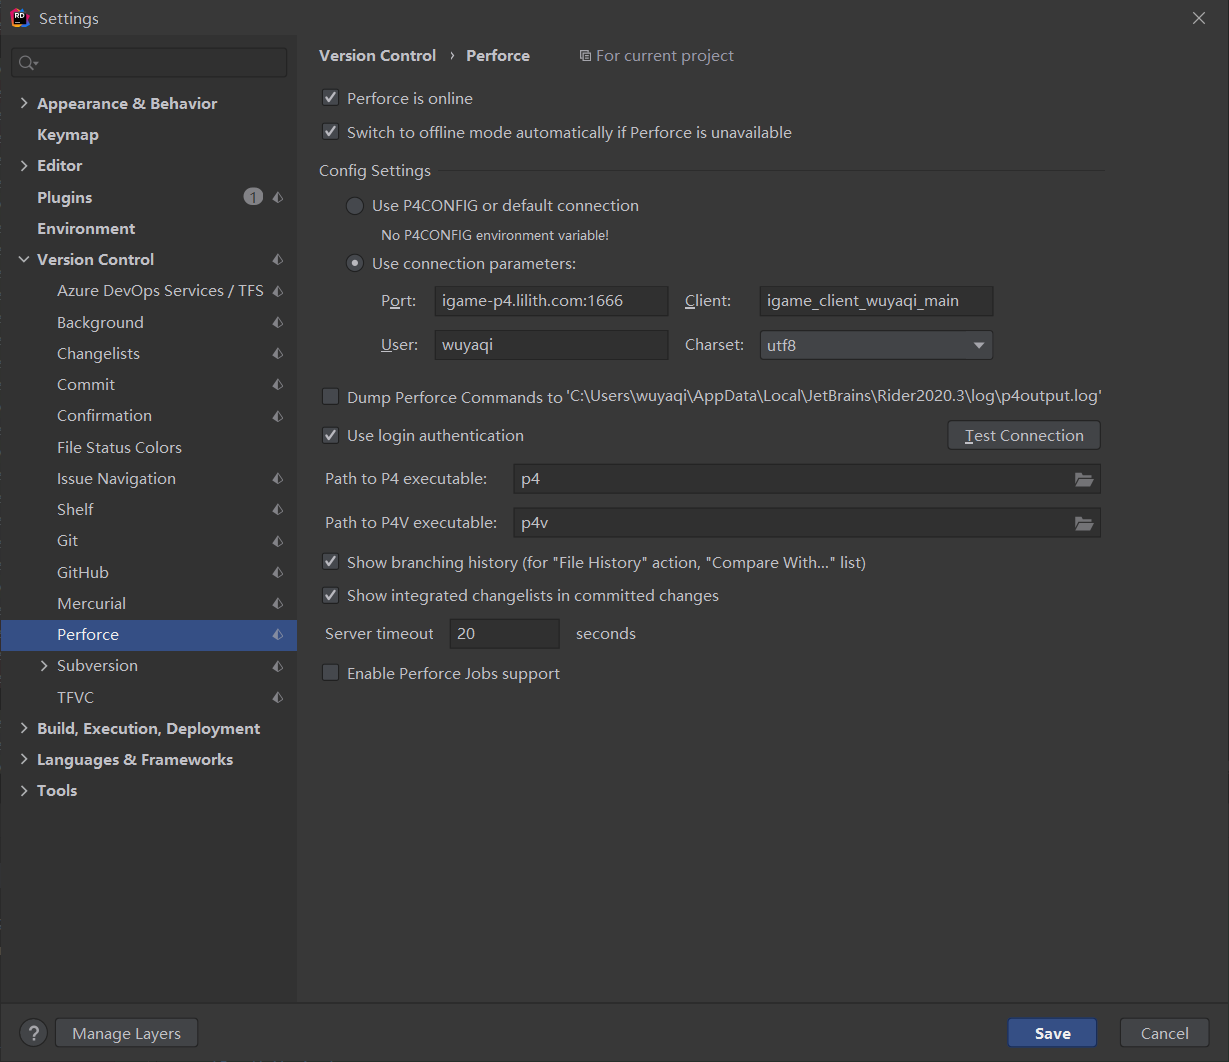 Settings
Appearance & Behavior
Keymap
Editor
Plugins 1
Environment
Version Control
Azure DevOps Services / TFS
Background
Changelists
Commit
Confirmation
File Status Colors
Issue Navigation
Shelf
Git
GitHub
Mercurial
Perforce
Subversion
TFVC
Build, Execution, Deployment
Languages & Frameworks
Tools
Version Control › Perforce For current project
Perforce is online
Switch to offline mode automatically if Perforce is unavailable
Config Settings
Use P4CONFIG or default connection
No P4CONFIG environment variable!
Use connection parameters:
Port: igame-p4.lilith.com:1666 Client: igame_client_wuyaqi_main
User: wuyaqi Charset: utf8
Dump Perforce Commands to 'C:\Users\wuyaqi\AppData\Local\JetBrains\Rider2020.3\log\p4output.log'
Use login authentication Test Connection
Path to P4 executable: p4
Path to P4V executable: p4v
Show branching history (for "File History" action, "Compare With..." list)
Show integrated changelists in committed changes
Server timeout 20 seconds
Enable Perforce Jobs support
? Manage Layers Save Cancel